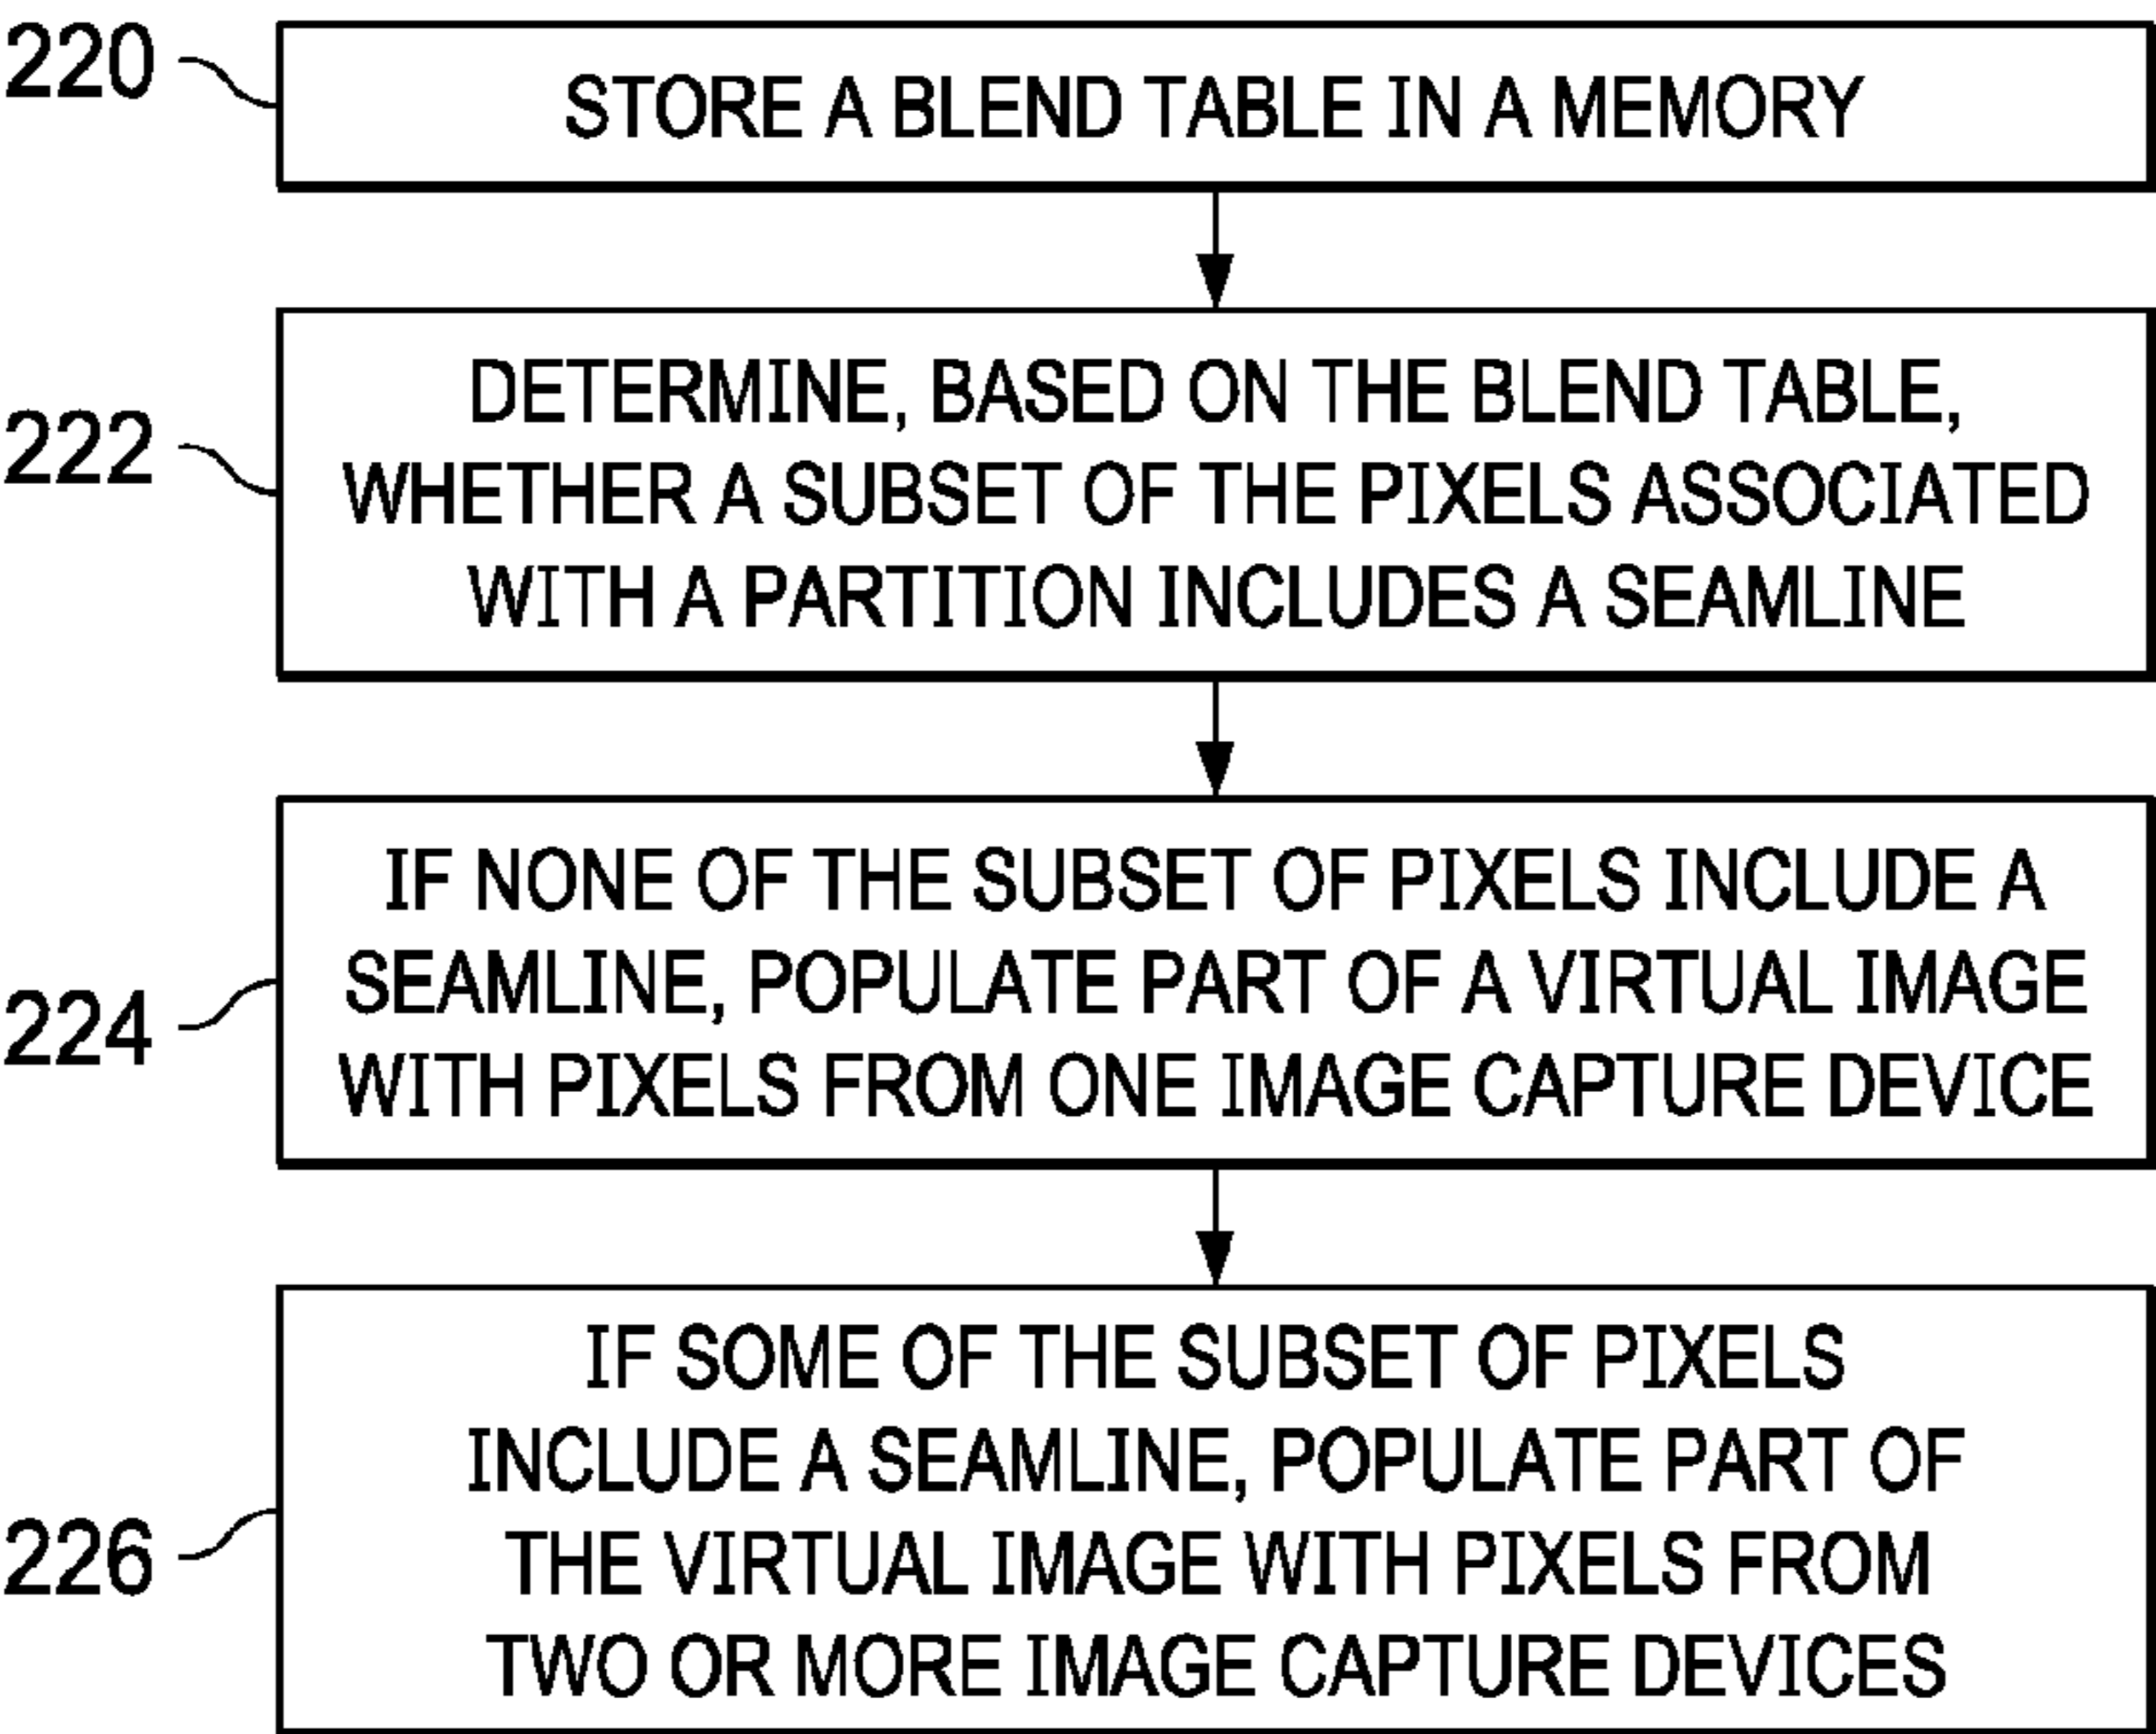 220
STORE A BLEND TABLE IN A MEMORY
222
DETERMINE, BASED ON THE BLEND TABLE,
WHETHER A SUBSET OF THE PIXELS ASSOCIATED
WITH A PARTITION INCLUDES A SEAMLINE
224
IF NONE OF THE SUBSET OF PIXELS INCLUDE A
SEAMLINE, POPULATE PART OF A VIRTUAL IMAGE
WITH PIXELS FROM ONE IMAGE CAPTURE DEVICE
226
IF SOME OF THE SUBSET OF PIXELS
INCLUDE A SEAMLINE, POPULATE PART OF
THE VIRTUAL IMAGE WITH PIXELS FROM
TWO OR MORE IMAGE CAPTURE DEVICES